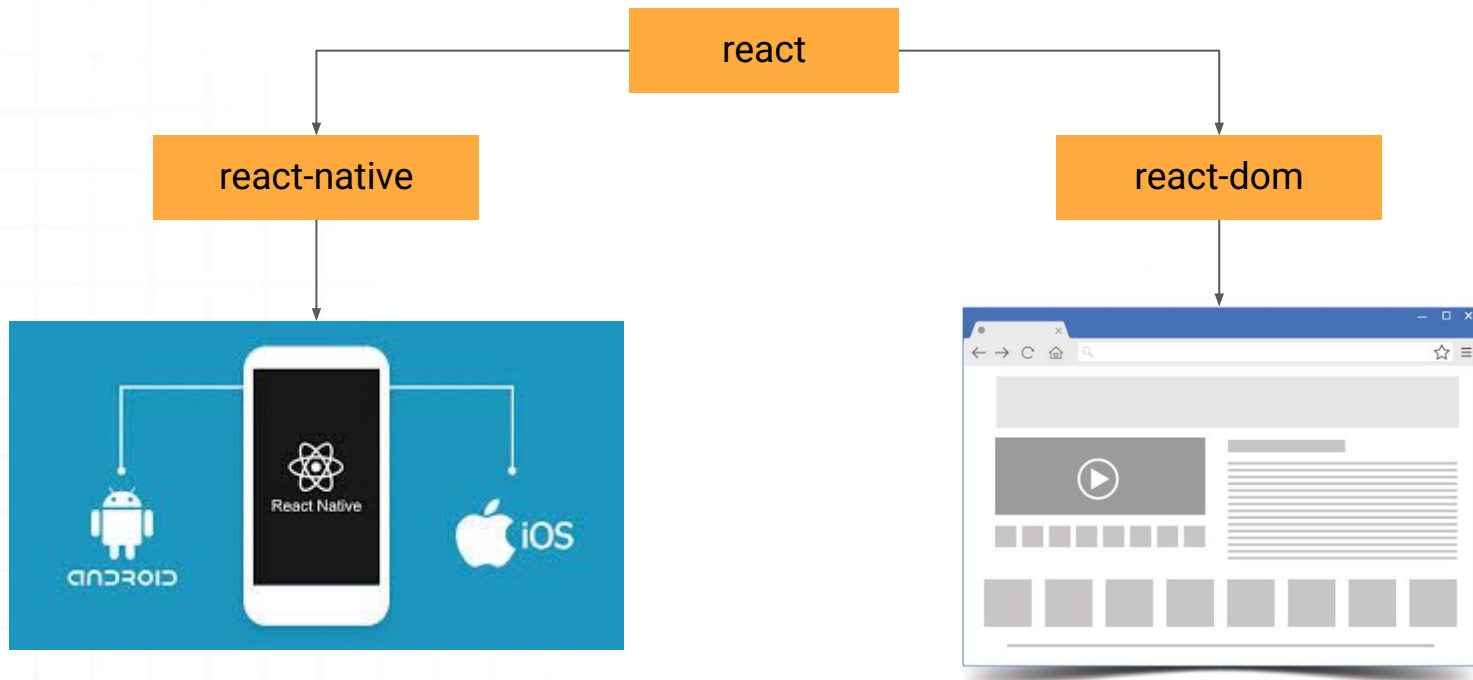 react
react-native
react-dom
React Native
android
iOS